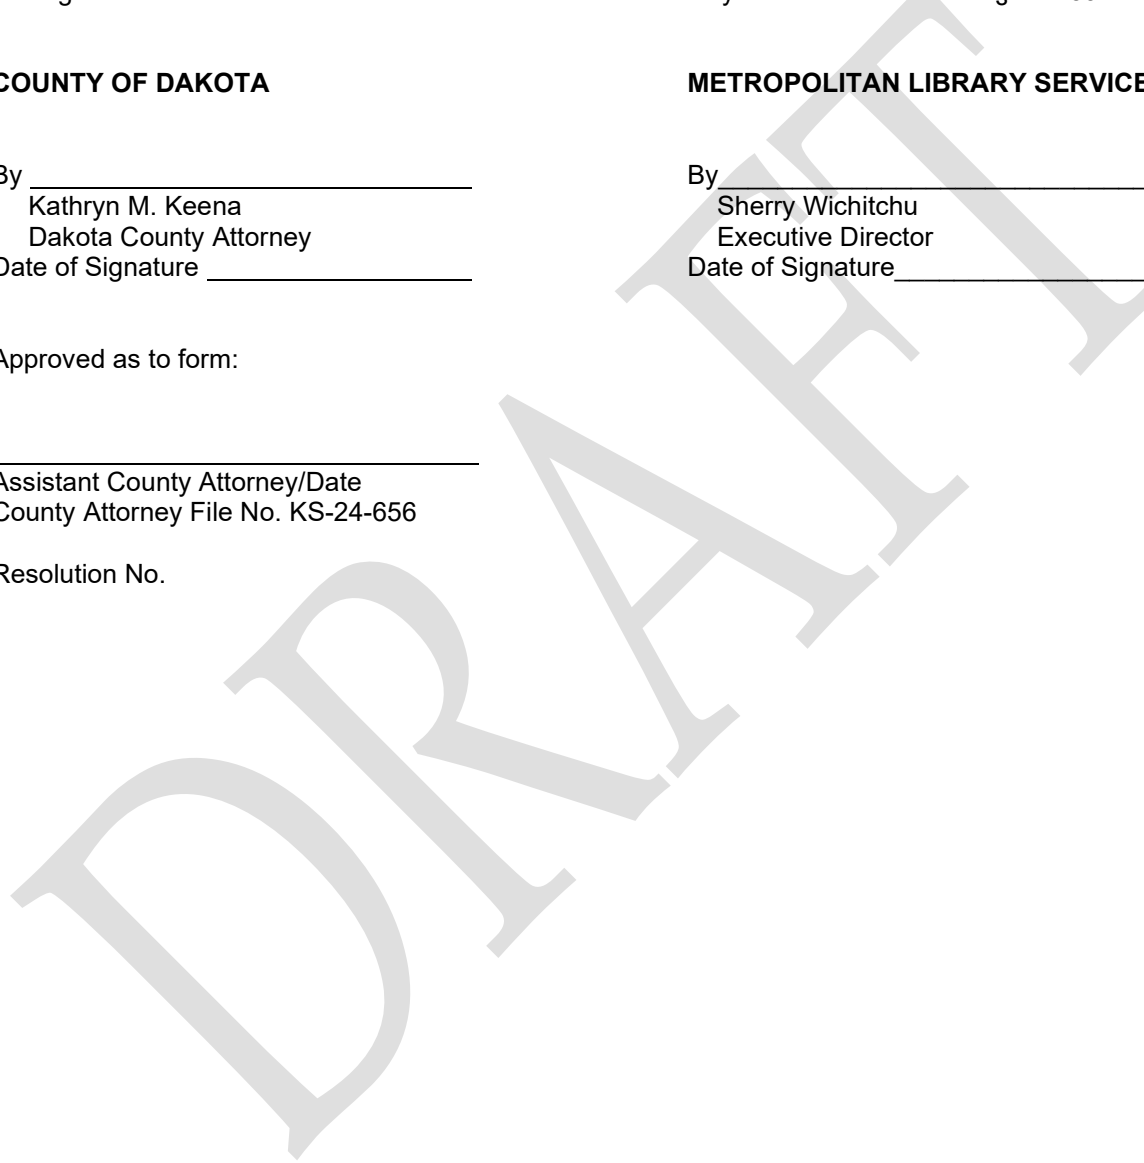 COUNTY OF DAKOTA
METROPOLITAN LIBRARY SERVICE
By
Kathryn M. Keena
Dakota County Attorney
Date of Signature
By
Sherry Wichitchu
Executive Director
Date of Signature
Approved as to form:
Assistant County Attorney/Date
County Attorney File No. KS-24-656
Resolution No.
DRAFT